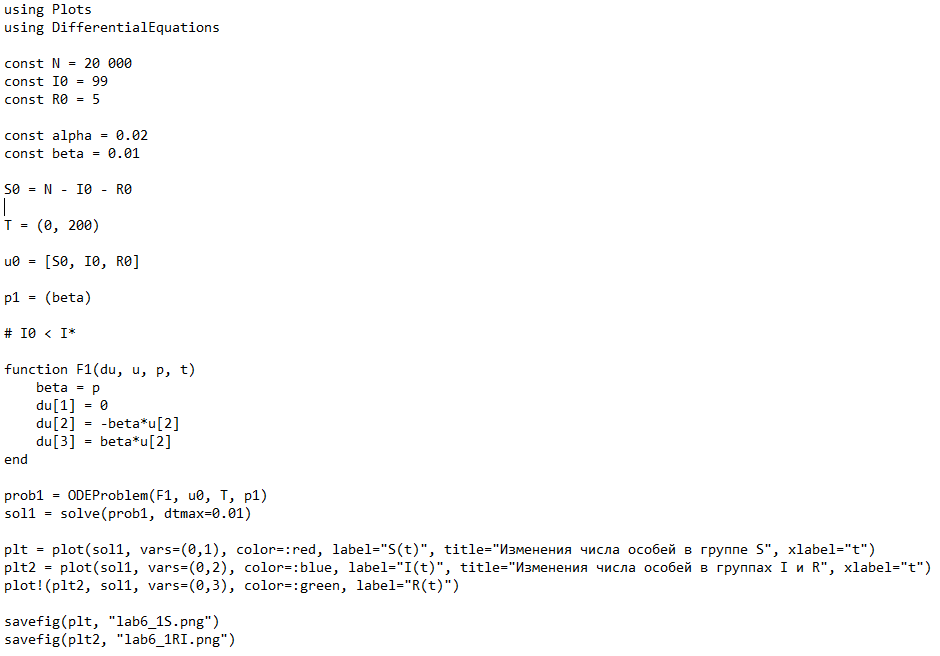 using Plots
using DifferentialEquations
const N = 20 000
const I0 = 99
const R0 = 5
const alpha = 0.02
const beta = 0.01
S0 = N - I0 - R0
T = (0, 200)
u0 = [S0, I0, R0]
p1 = (beta)
# I0 < I*
function F1(du, u, p, t)
    beta = p
    du[1] = 0
    du[2] = -beta*u[2]
    du[3] = beta*u[2]
end
prob1 = ODEProblem(F1, u0, T, p1)
sol1 = solve(prob1, dtmax=0.01)
plt = plot(sol1, vars=(0,1), color=:red, label="S(t)", title="Изменения числа особей в группе S", xlabel="t")
plt2 = plot(sol1, vars=(0,2), color=:blue, label="I(t)", title="Изменения числа особей в группах I и R", xlabel="t")
plot!(plt2, sol1, vars=(0,3), color=:green, label="R(t)")
savefig(plt, "lab6_1S.png")
savefig(plt2, "lab6_1RI.png")